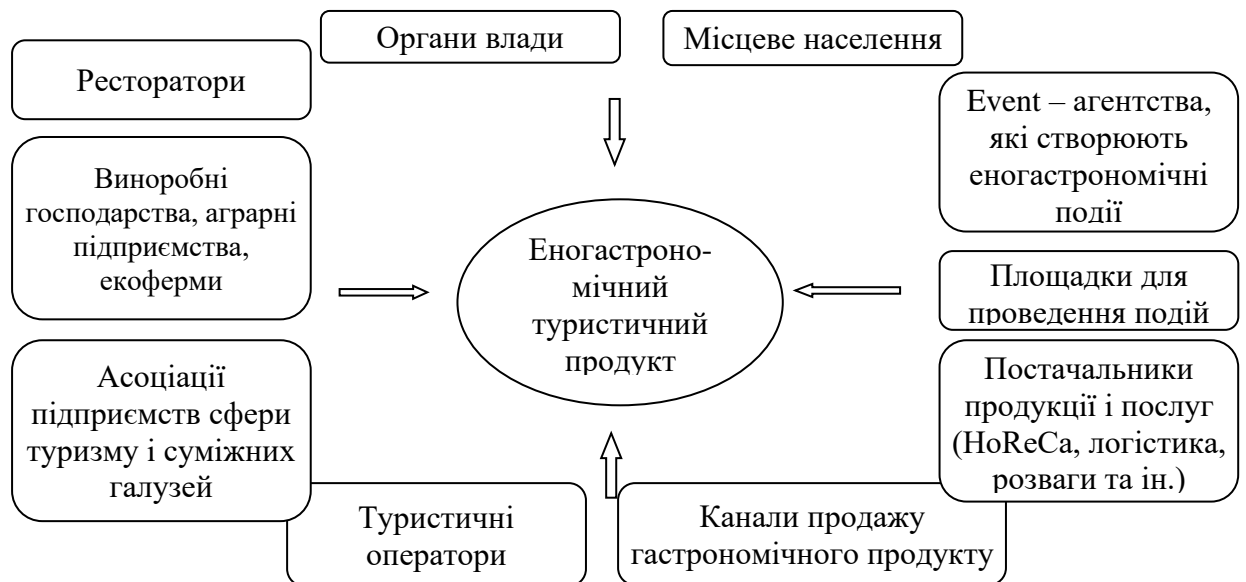 Органи влади
Місцеве населення
Ресторатори
Event – агентства,
які створюють
еногастрономічні
події
Виноробні
господарства, аграрні
підприємства,
екоферми
Еногастроно-
мічний
туристичний
продукт
Площадки для
проведення подій
Асоціації
підприємств сфери
туризму і суміжних
галузей
Постачальники
продукції і послуг
(HoReCa, логістика,
розваги та ін.)
Туристичні
оператори
Канали продажу
гастрономічного продукту